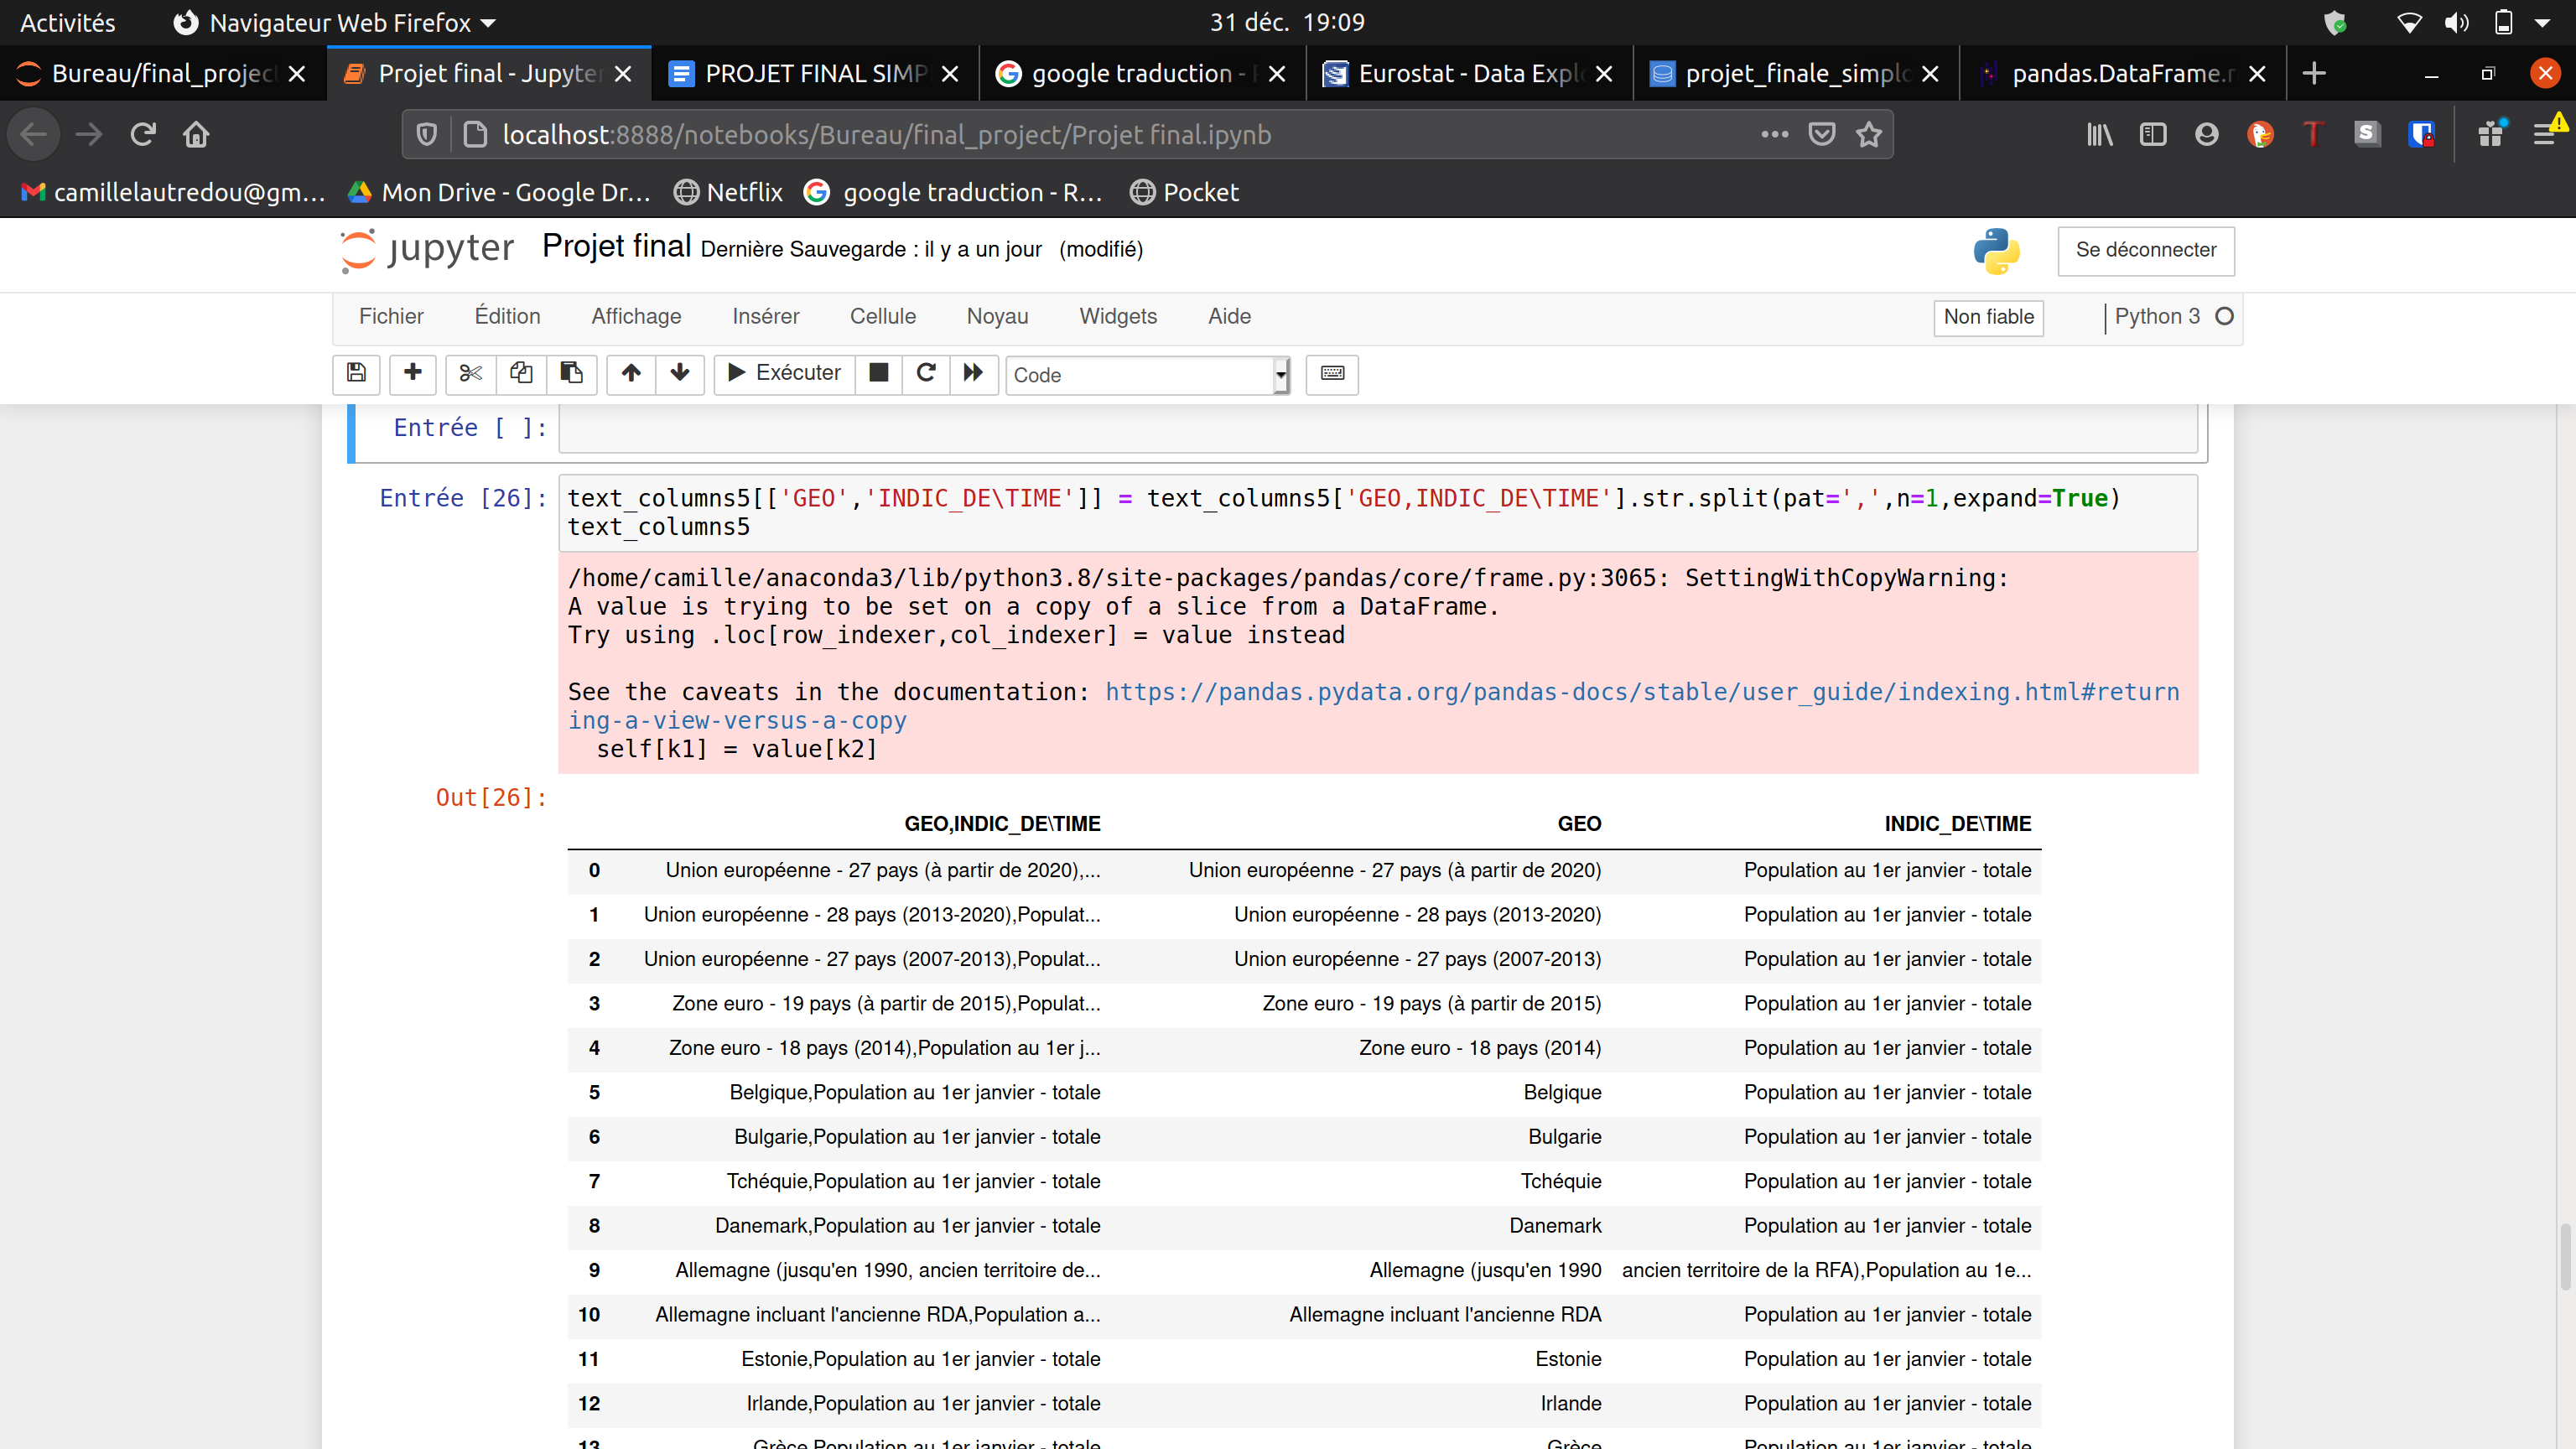 Activités Navigateur Web Firefox 31 déc. 19:09
Bureau/final_project Projet final - Jupyter PROJET FINAL SIMP google traduction - Eurostat - Data Explo projet_finale_simplo pandas.DataFrame.r
localhost:8888/notebooks/Bureau/final_project/Projet final.ipynb
camillelautredou@gm... Mon Drive - Google Dr... Netflix google traduction - R... Pocket
jupyter Projet final Dernière Sauvegarde : il y a un jour (modifié) Se déconnecter
Fichier Édition Affichage Insérer Cellule Noyau Widgets Aide Non fiable Python 3
Exécuter Code
Entrée [ ]:
Entrée [26]: text_columns5[['GEO','INDIC_DE\TIME']] = text_columns5['GEO,INDIC_DE\TIME'].str.split(pat=',',n=1,expand=True)
text_columns5
/home/camille/anaconda3/lib/python3.8/site-packages/pandas/core/frame.py:3065: SettingWithCopyWarning:
A value is trying to be set on a copy of a slice from a DataFrame.
Try using .loc[row_indexer,col_indexer] = value instead
See the caveats in the documentation: https://pandas.pydata.org/pandas-docs/stable/user_guide/indexing.html#return
ing-a-view-versus-a-copy
self[k1] = value[k2]
Out[26]:
GEO,INDIC_DE\TIME GEO INDIC_DE\TIME
0 Union européenne - 27 pays (à partir de 2020),... Union européenne - 27 pays (à partir de 2020) Population au 1er janvier - totale
1 Union européenne - 28 pays (2013-2020),Populat... Union européenne - 28 pays (2013-2020) Population au 1er janvier - totale
2 Union européenne - 27 pays (2007-2013),Populat... Union européenne - 27 pays (2007-2013) Population au 1er janvier - totale
3 Zone euro - 19 pays (à partir de 2015),Populat... Zone euro - 19 pays (à partir de 2015) Population au 1er janvier - totale
4 Zone euro - 18 pays (2014),Population au 1er j... Zone euro - 18 pays (2014) Population au 1er janvier - totale
5 Belgique,Population au 1er janvier - totale Belgique Population au 1er janvier - totale
6 Bulgarie,Population au 1er janvier - totale Bulgarie Population au 1er janvier - totale
7 Tchéquie,Population au 1er janvier - totale Tchéquie Population au 1er janvier - totale
8 Danemark,Population au 1er janvier - totale Danemark Population au 1er janvier - totale
9 Allemagne (jusqu'en 1990, ancien territoire de... Allemagne (jusqu'en 1990 ancien territoire de la RFA),Population au 1e...
10 Allemagne incluant l'ancienne RDA,Population a... Allemagne incluant l'ancienne RDA Population au 1er janvier - totale
11 Estonie,Population au 1er janvier - totale Estonie Population au 1er janvier - totale
12 Irlande,Population au 1er janvier - totale Irlande Population au 1er janvier - totale
13 Grèce,Population au 1er janvier - totale Grèce Population au 1er janvier - totale